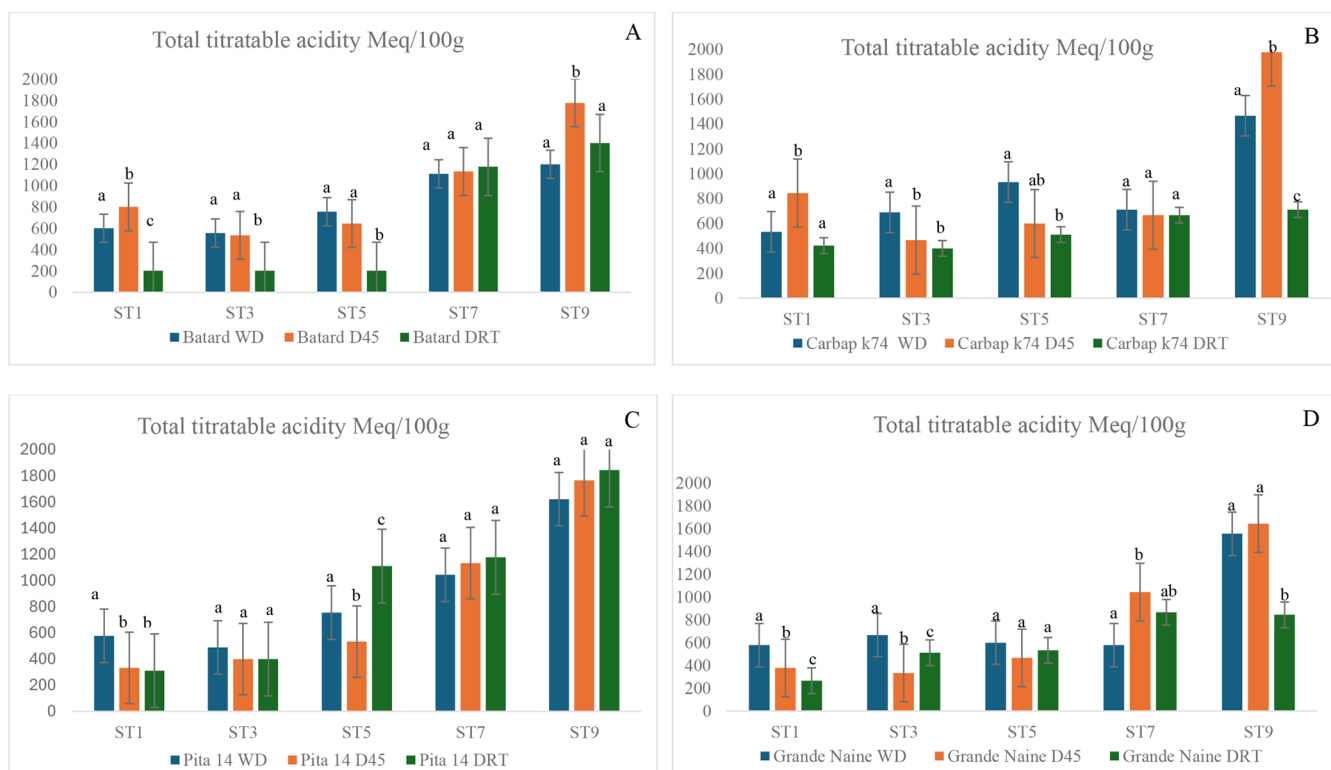 Total titratable acidity Meq/100g
A
2000
1800
1600
1400
1200
1000
800
600
400
200
0
a b c
a a b
a a b
a a a
a b a
ST1 ST3 ST5 ST7 ST9
Batard WD Batard D45 Batard DRT
Total titratable acidity Meq/100g
B
2000
1800
1600
1400
1200
1000
800
600
400
200
0
a b a
a b b
a ab b
a a a
a b c
ST1 ST3 ST5 ST7 ST9
Carbap k74 WD Carbap k74 D45 Carbap k74 DRT
Total titratable acidity Meq/100g
C
2000
1800
1600
1400
1200
1000
800
600
400
200
0
a b b
a a a
a b c
a a a
a a a
ST1 ST3 ST5 ST7 ST9
Pita 14 WD Pita 14 D45 Pita 14 DRT
Total titratable acidity Meq/100g
D
2000
1800
1600
1400
1200
1000
800
600
400
200
0
a b c
a b c
a a a
a b ab
a a b
ST1 ST3 ST5 ST7 ST9
Grande Naine WD Grande Naine D45 Grande Naine DRT